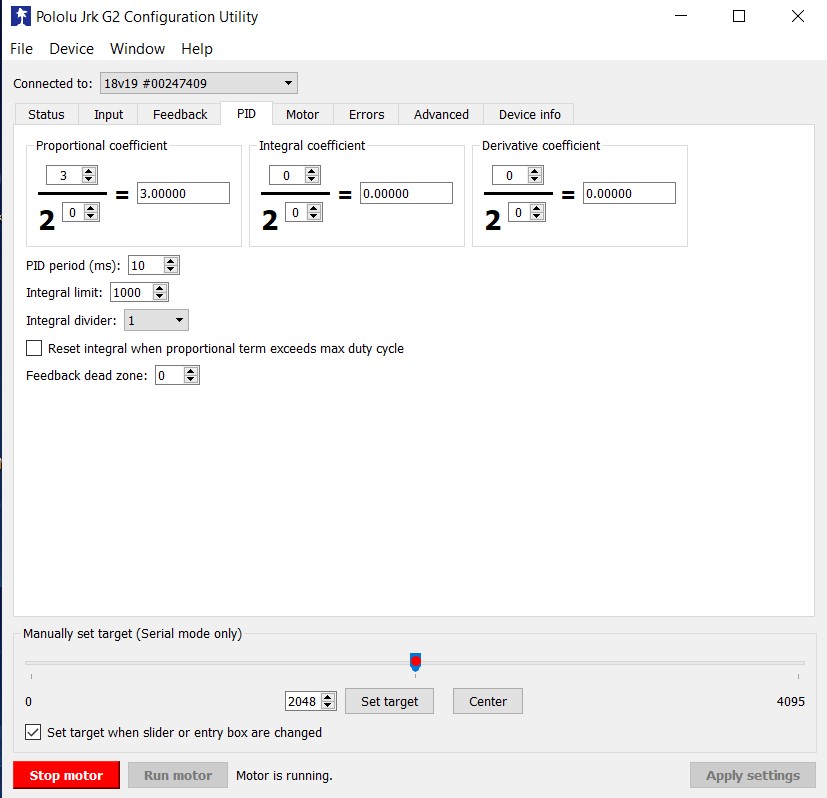 Pololu Jrk G2 Configuration Utility
File Device Window Help
Connected to: 18v19 #00247409
Status Input Feedback PID Motor Errors Advanced Device info
Proportional coefficient Integral coefficient Derivative coefficient
3 0 0
= 3.00000 = 0.00000 = 0.00000
2 0 2 0 2 0
PID period (ms): 10
Integral limit: 1000
Integral divider: 1
Reset integral when proportional term exceeds max duty cycle
Feedback dead zone: 0
Manually set target (Serial mode only)
0 2048 Set target Center 4095
Set target when slider or entry box are changed
Stop motor Run motor Motor is running. Apply settings